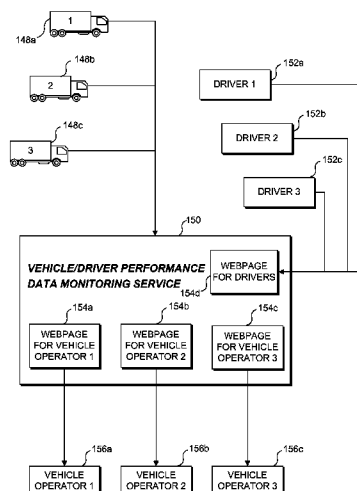 148a
1
148b
2
148c
3
152a
DRIVER 1
152b
DRIVER 2
152c
DRIVER 3
150
VEHICLE/DRIVER PERFORMANCE
DATA MONITORING SERVICE
WEBPAGE
FOR DRIVERS
154d
154a
WEBPAGE
FOR VEHICLE
OPERATOR 1
154b
WEBPAGE
FOR VEHICLE
OPERATOR 2
154c
WEBPAGE
FOR VEHICLE
OPERATOR 3
156a
VEHICLE
OPERATOR 1
156b
VEHICLE
OPERATOR 2
156c
VEHICLE
OPERATOR 3